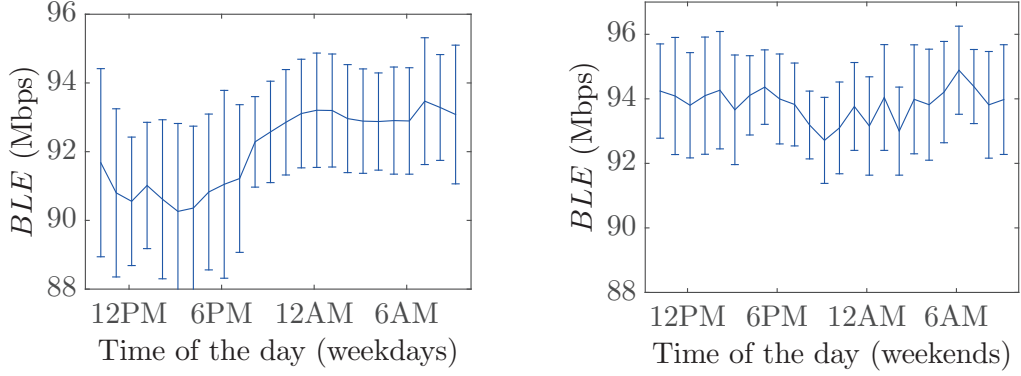 96
94
92
90
88
BLE (Mbps)
12PM 6PM 12AM 6AM
Time of the day (weekdays)
96
94
92
90
88
BLE (Mbps)
12PM 6PM 12AM 6AM
Time of the day (weekends)